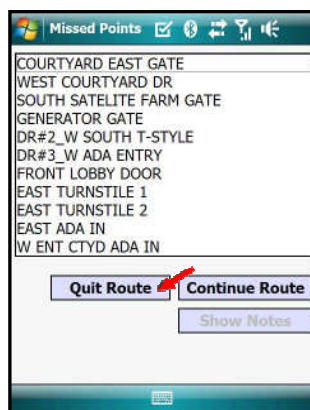 Missed Points
COURTYARD EAST GATE
WEST COURTYARD DR
SOUTH SATELITE FARM GATE
GENERATOR GATE
DR#2_W SOUTH T-STYLE
DR#3_W ADA ENTRY
FRONT LOBBY DOOR
EAST TURNSTILE 1
EAST TURNSTILE 2
EAST ADA IN
W ENT CTYD ADA IN
Quit Route Continue Route
Show Notes